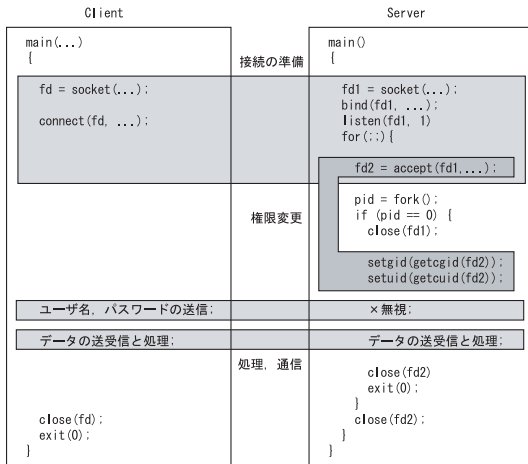 Client
main(...)
{
fd = socket(...);
connect(fd, ...);
ユーザ名, パスワードの送信;
データの送受信と処理;
close(fd);
exit(0);
}
接続の準備
権限変更
処理, 通信
Server
main()
{
fd1 = socket(...);
bind(fd1, ...);
listen(fd1, 1)
for(;;){
fd2 = accept(fd1,...);
pid = fork();
if (pid == 0) {
close(fd1);
setgid(getcgid(fd2));
setuid(getcuid(fd2));
×無視;
データの送受信と処理;
close(fd2)
exit(0);
}
close(fd2);
}
}